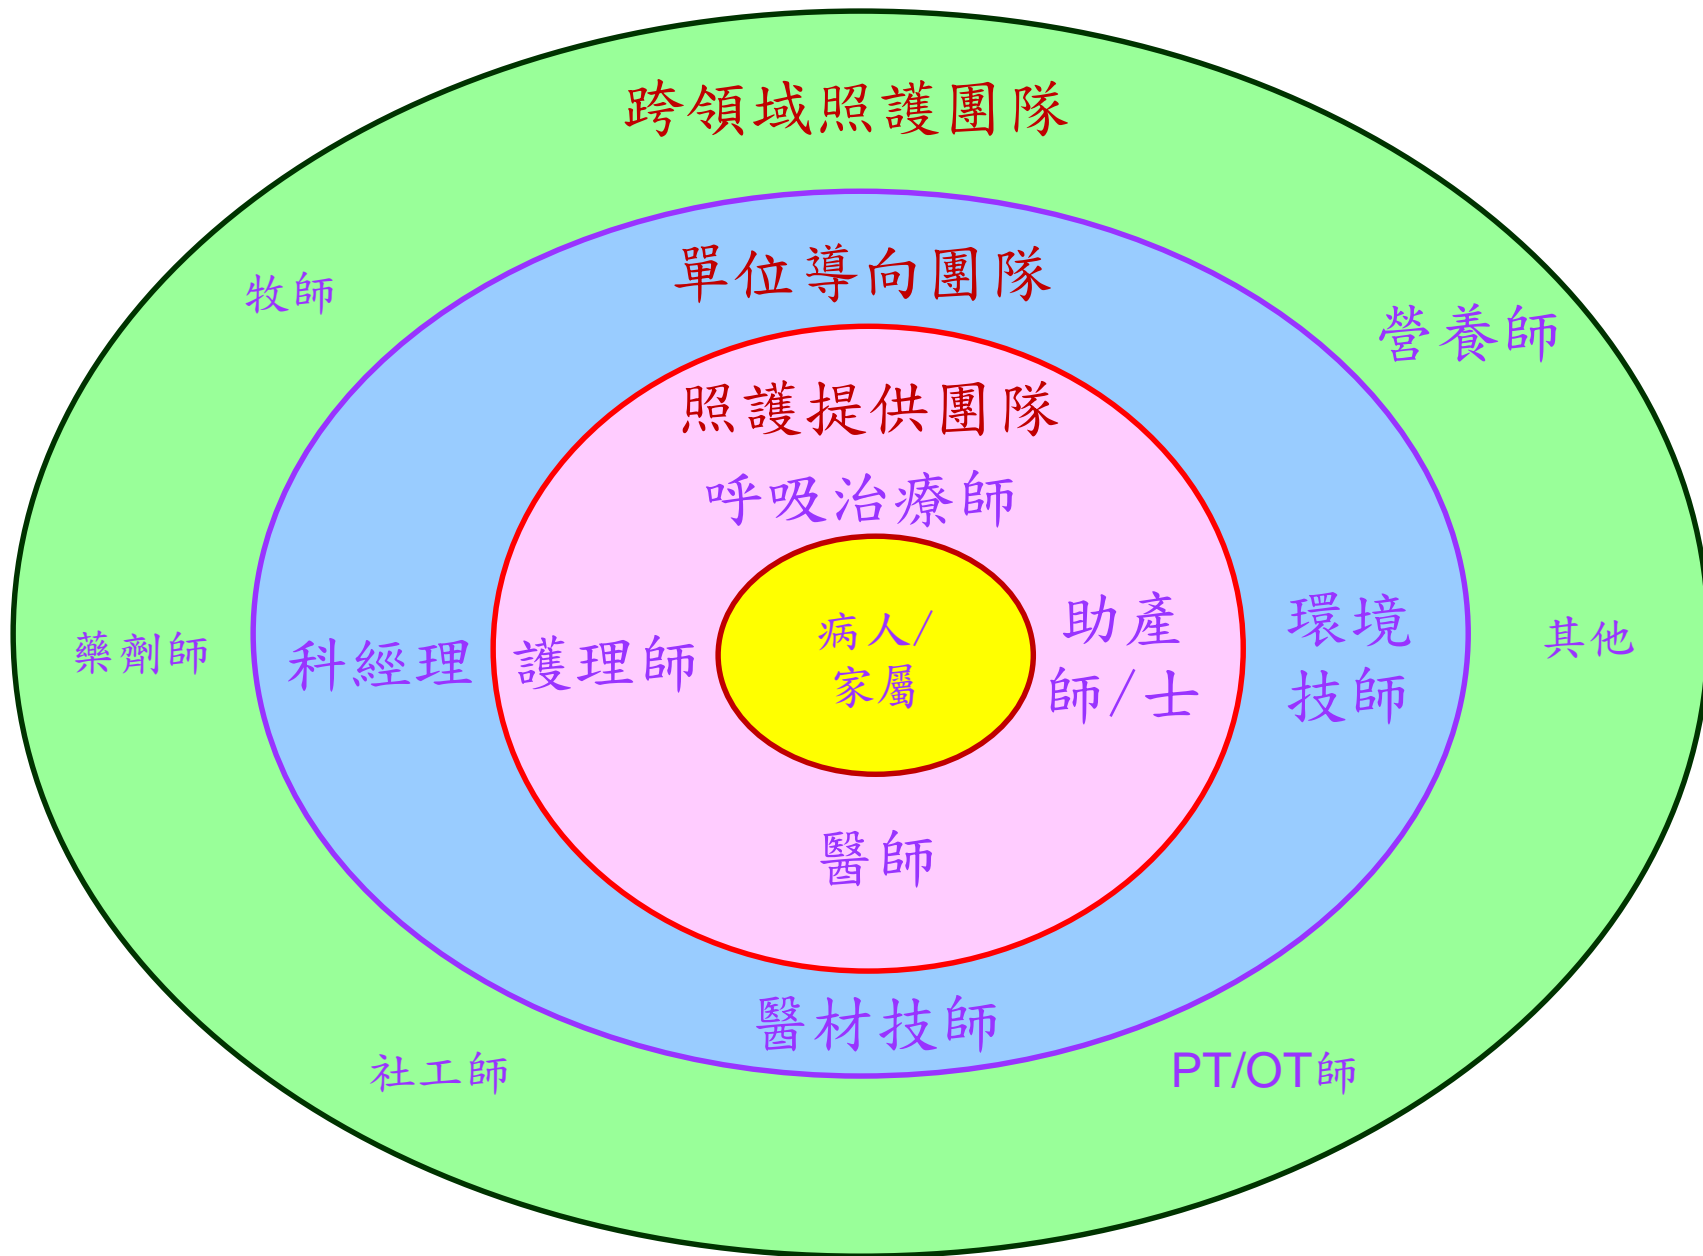 跨領域照護團隊
單位導向團隊
牧師
營養師
照護提供團隊
呼吸治療師
病人/
家屬
助產
師/士
環境
技師
其他
藥劑師
科經理
護理師
醫師
醫材技師
社工師
PT/OT師